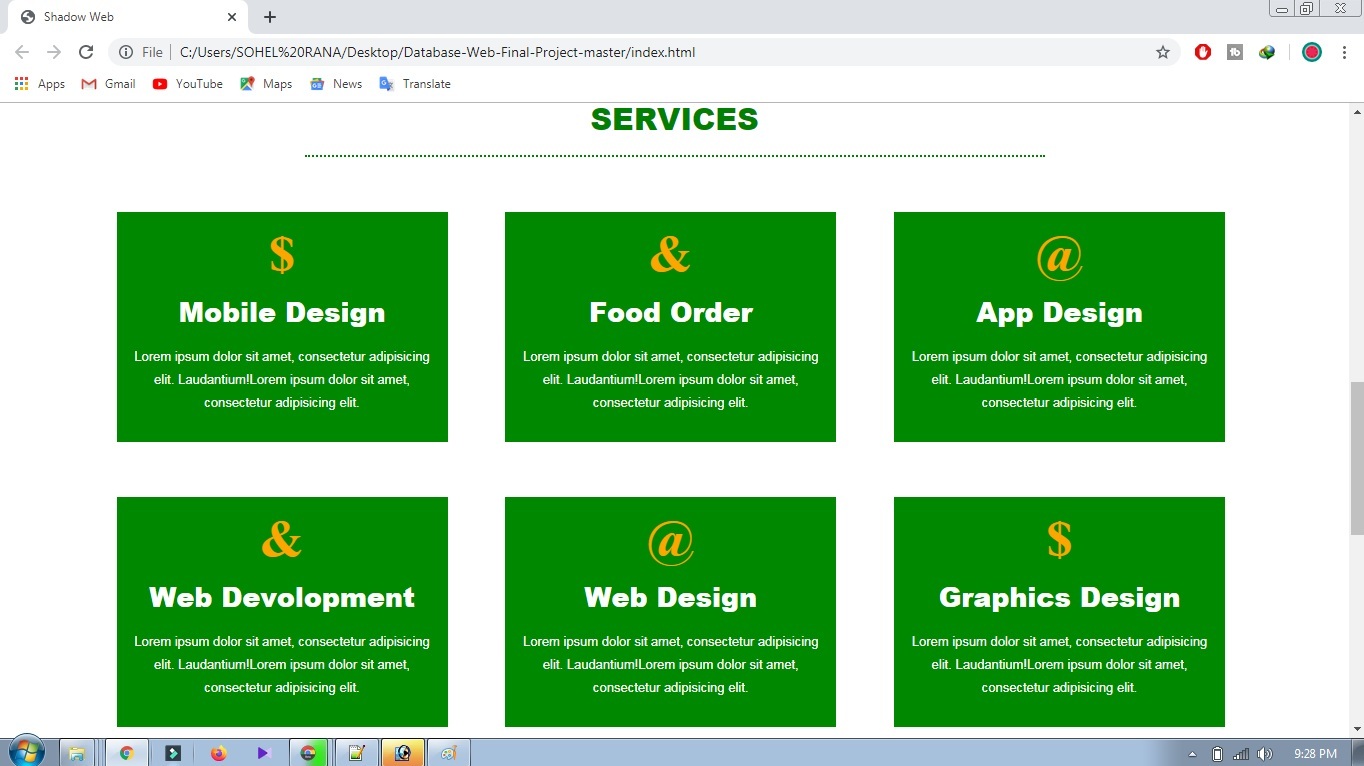 Shadow Web
File | C:/Users/SOHEL%20RANA/Desktop/Database-Web-Final-Project-master/index.html
Apps Gmail YouTube Maps News Translate
SERVICES
$ & @
Mobile Design Food Order App Design
Lorem ipsum dolor sit amet, consectetur adipisicing Lorem ipsum dolor sit amet, consectetur adipisicing Lorem ipsum dolor sit amet, consectetur adipisicing
elit. Laudantium!Lorem ipsum dolor sit amet, elit. Laudantium!Lorem ipsum dolor sit amet, elit. Laudantium!Lorem ipsum dolor sit amet,
consectetur adipisicing elit. consectetur adipisicing elit. consectetur adipisicing elit.
& @ $
Web Devolopment Web Design Graphics Design
Lorem ipsum dolor sit amet, consectetur adipisicing Lorem ipsum dolor sit amet, consectetur adipisicing Lorem ipsum dolor sit amet, consectetur adipisicing
elit. Laudantium!Lorem ipsum dolor sit amet, elit. Laudantium!Lorem ipsum dolor sit amet, elit. Laudantium!Lorem ipsum dolor sit amet,
consectetur adipisicing elit. consectetur adipisicing elit. consectetur adipisicing elit.
9:28 PM